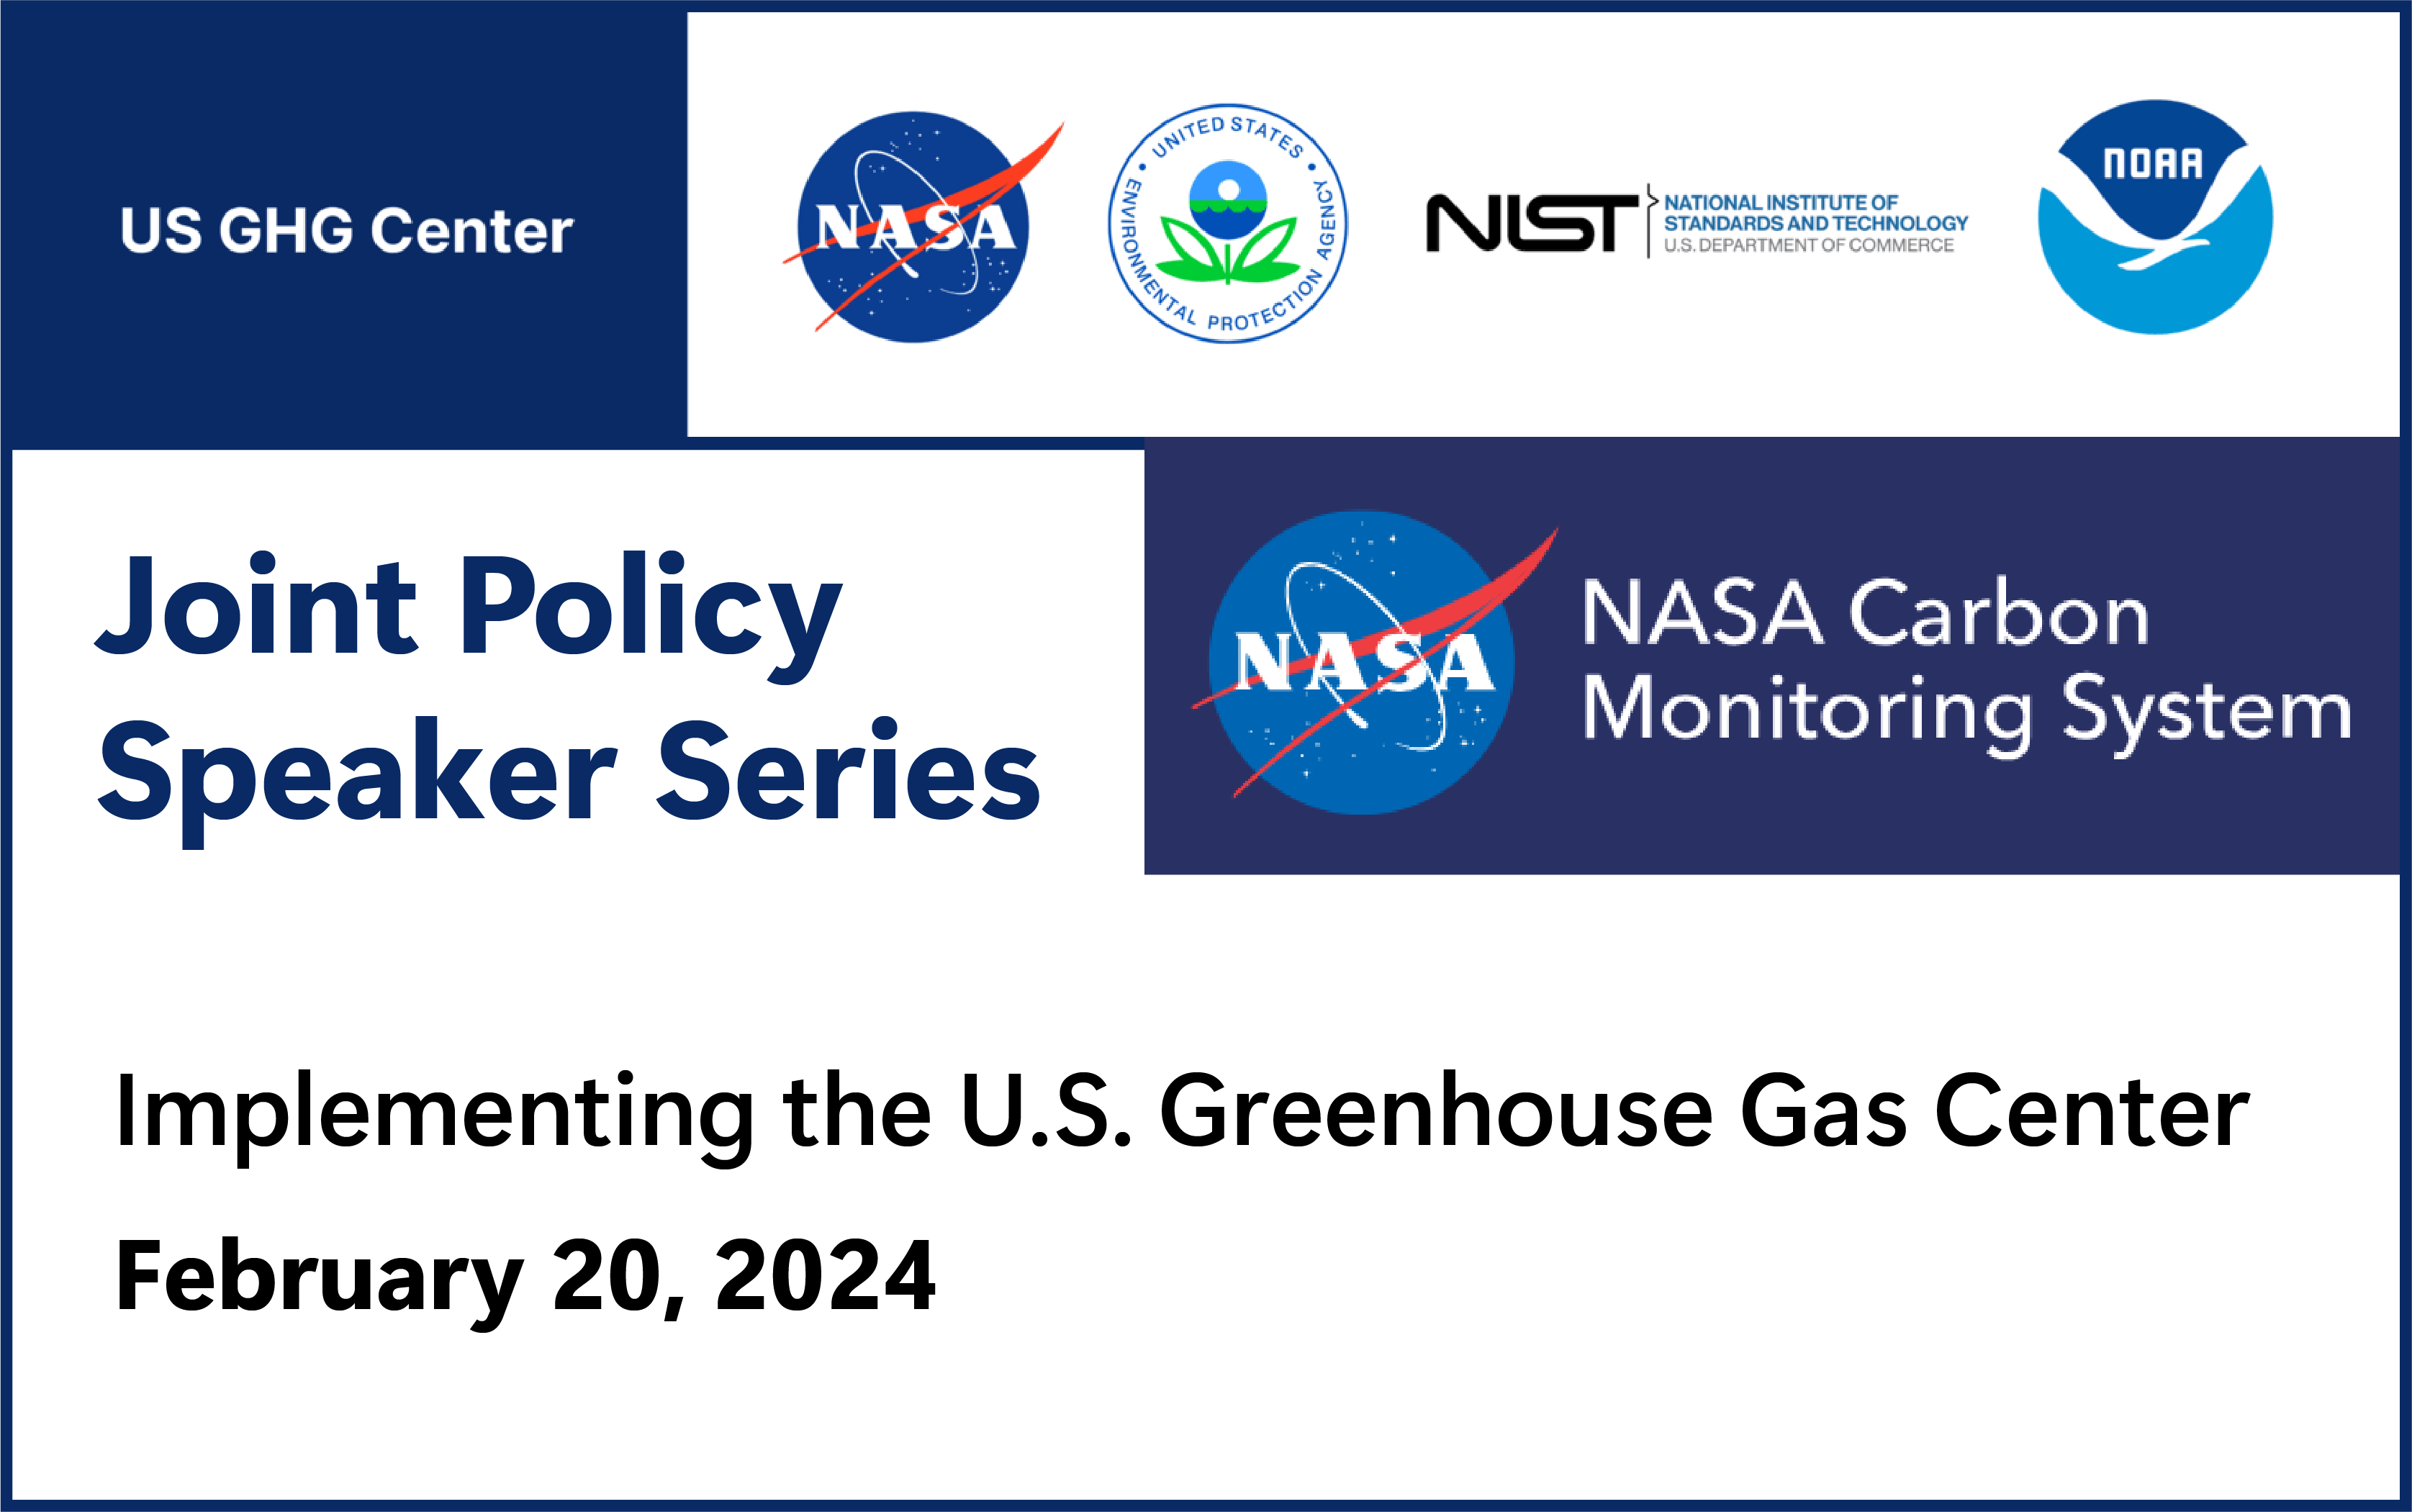 US GHG Center
NASA
UNITED STATES
ENVIRONMENTAL PROTECTION AGENCY
NIST
NATIONAL INSTITUTE OF
STANDARDS AND TECHNOLOGY
U.S. DEPARTMENT OF COMMERCE
NOAA
Joint Policy
Speaker Series
NASA
NASA Carbon
Monitoring System
Implementing the U.S. Greenhouse Gas Center
February 20, 2024